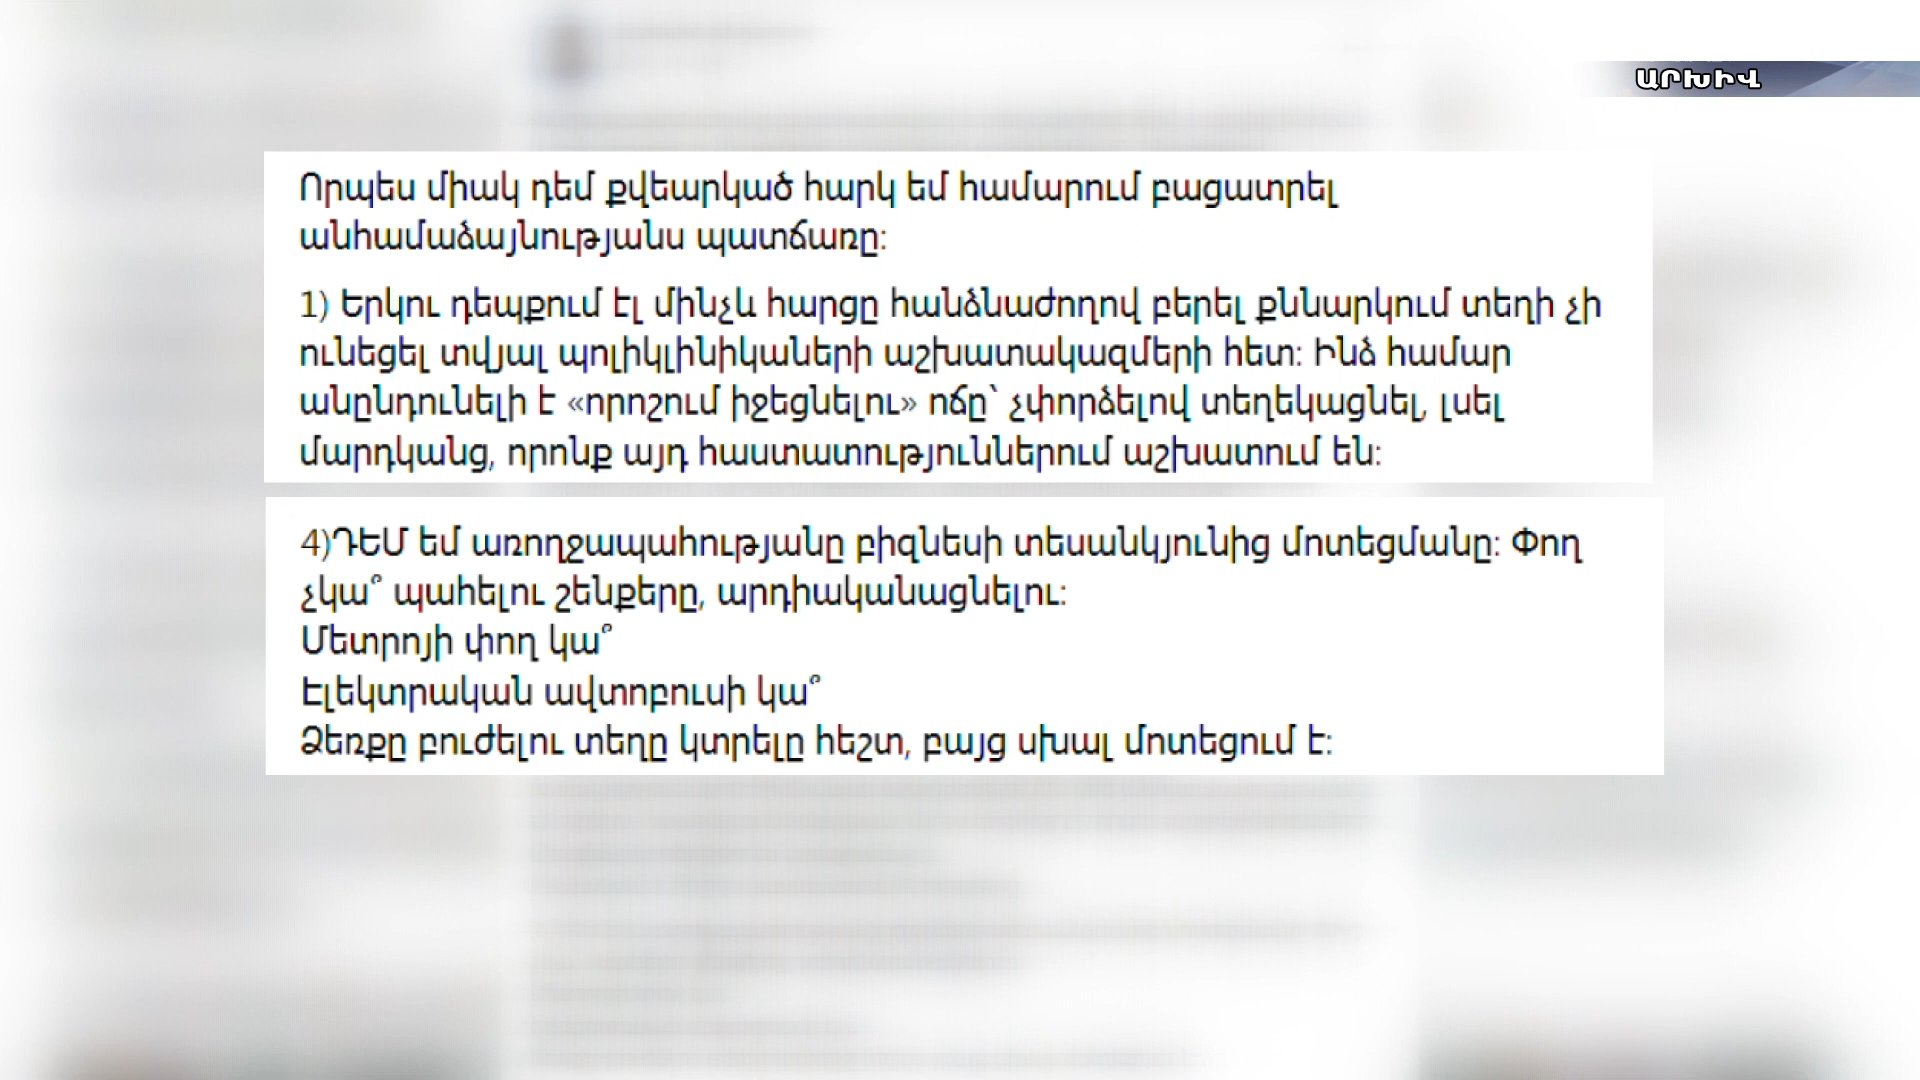 ԱՐԽԻՎ
Որպես միակ դեմ քվեարկած հարկ եմ համարում բացատրել
անհամաձայնությանս պատճառը։
1) Երկու դեպքում էլ մինչև հարցը հանձնաժողով բերել քննարկում տեղի չի
ունեցել տվյալ պոլիկլինիկաների աշխատակազմերի հետ։ Ինձ համար
անընդունելի է «որոշում իջեցնելու» ոճը՝ չփորձելով տեղեկացնել, լսել
մարդկանց, որոնք այդ հաստատություններում աշխատում են։
4)ԴԵՄ եմ առողջապահությանը բիզնեսի տեսանկյունից մոտեցմանը։ Փող
չկա՞ պահելու շենքերը, արդիականացնելու։
Մետրոյի փող կա՞
Էլեկտրական ավտոբուսի կա՞
Ձեռքը բուժելու տեղը կտրելը հեշտ, բայց սխալ մոտեցում է։